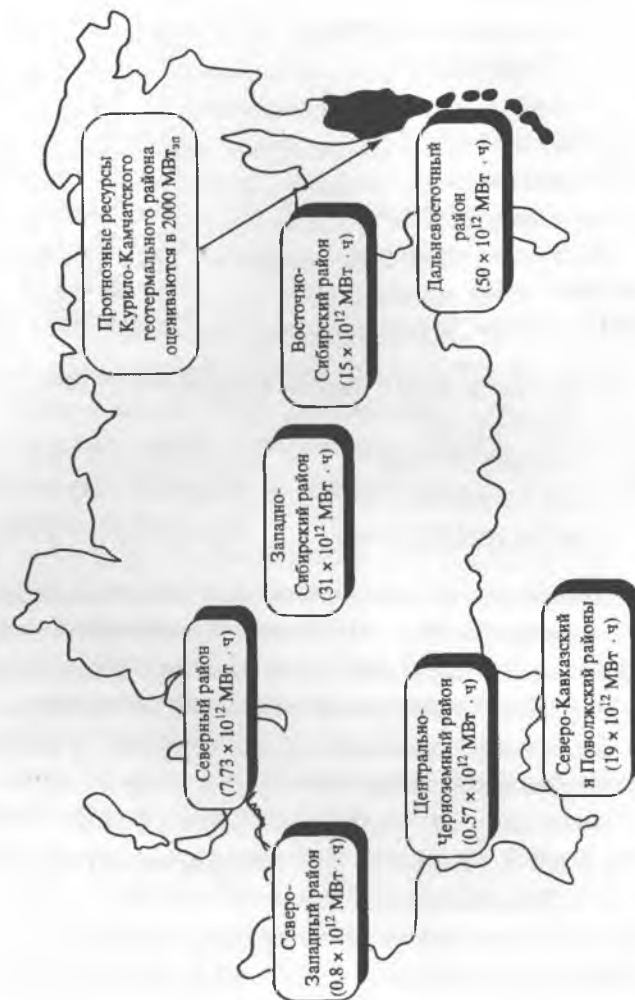 Прогнозные ресурсы
Курило-Камчатского
геотермального района
оцениваются в 2000 МВтэл
Северный район
(7.73 × 10¹² МВт · ч)
Северо-
Западный район
(0.8 × 10¹² МВт · ч)
Западно-
Сибирский район
(31 × 10¹² МВт · ч)
Восточно-
Сибирский район
(15 × 10¹² МВт · ч)
Дальневосточный
район
(50 × 10¹² МВт · ч)
Центрально-
Черноземный район
(0.57 × 10¹² МВт · ч)
Северо-Кавказский
и Поволжский районы
(19 × 10¹² МВт · ч)